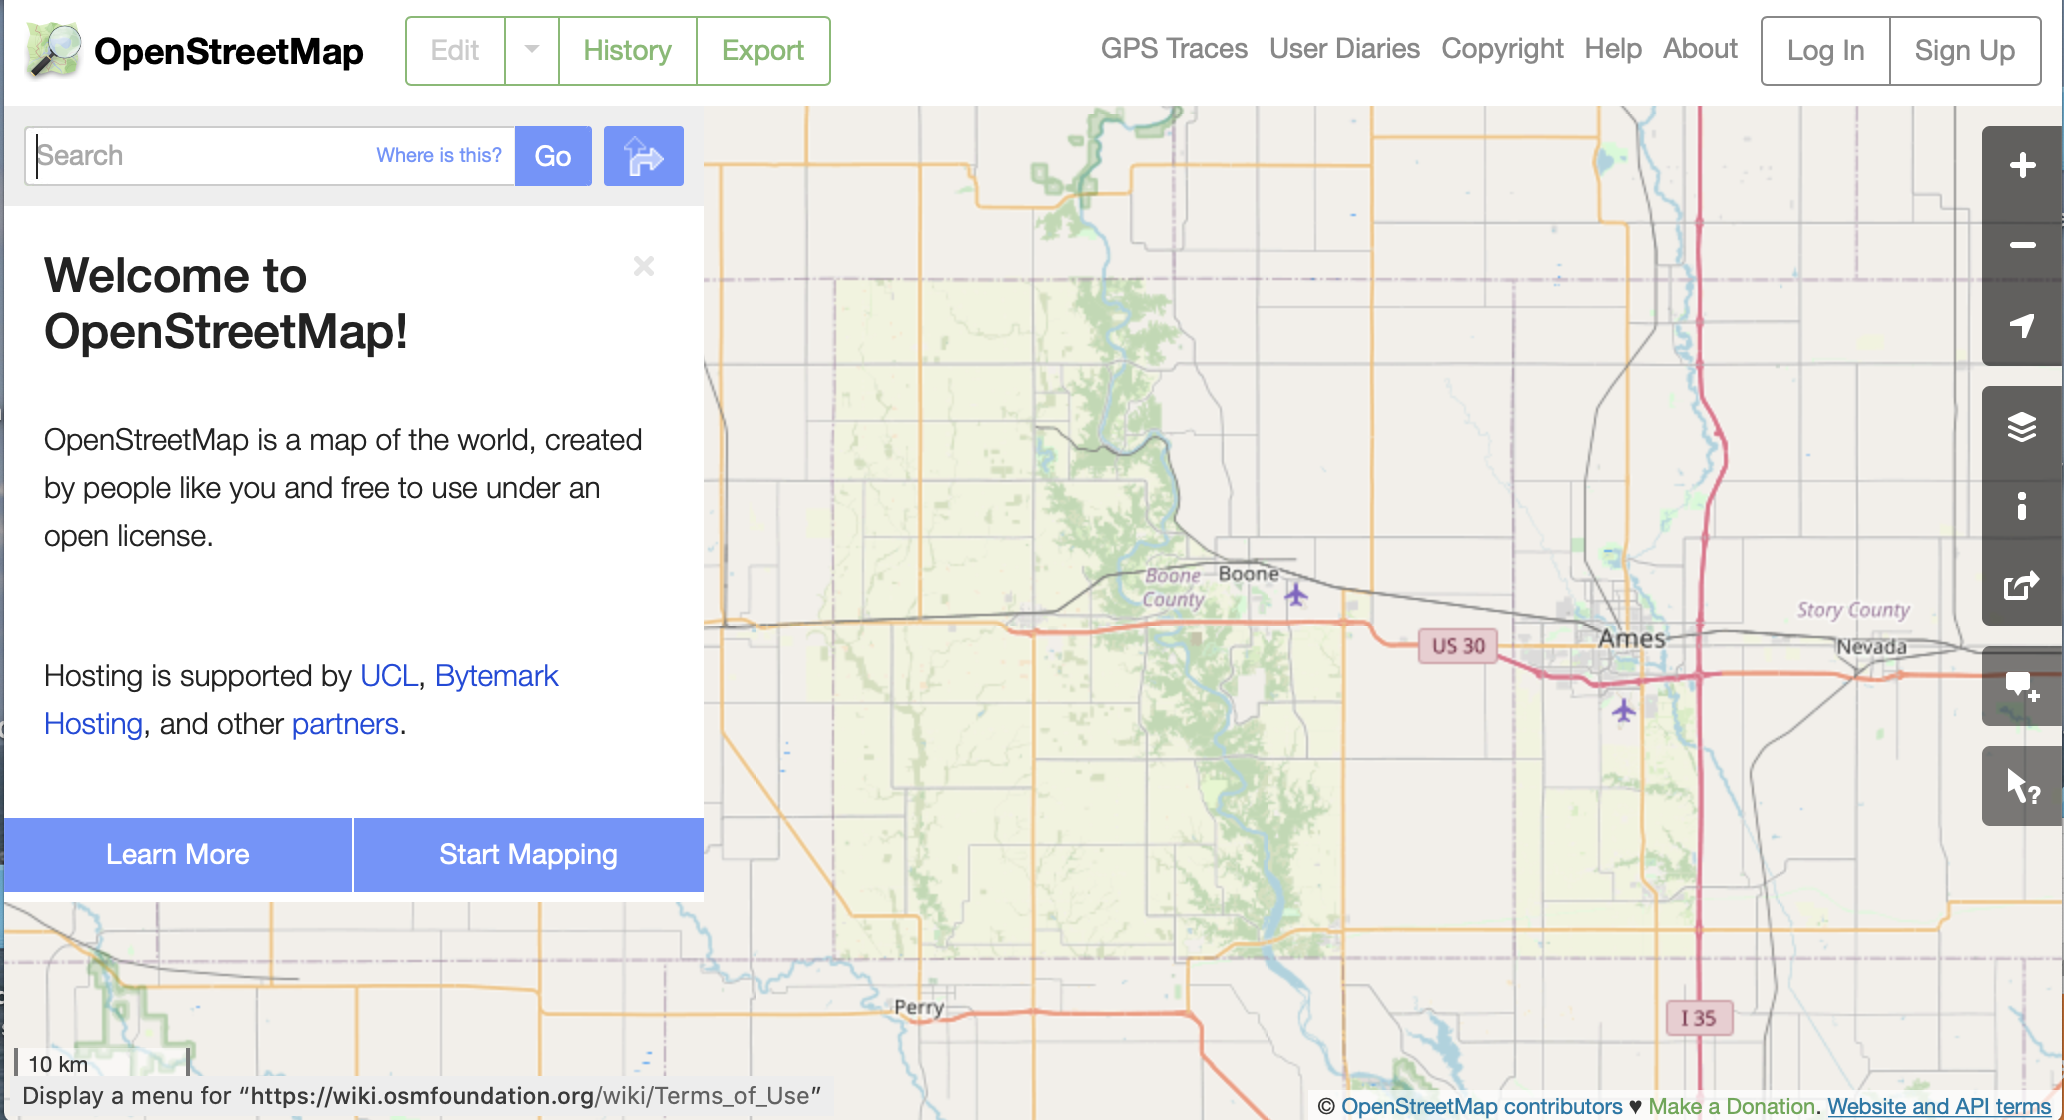 OpenStreetMap
Edit
History
Export
GPS Traces
User Diaries
Copyright
Help
About
Log In
Sign Up
Search
Where is this?
Go
Welcome to
OpenStreetMap!
OpenStreetMap is a map of the world, created
by people like you and free to use under an
open license.
Hosting is supported by UCL, Bytemark
Hosting, and other partners.
Learn More
Start Mapping
Boone
County
Boone
US 30
Ames
Story County
Nevada
Perry
I 35
10 km
Display a menu for “https://wiki.osmfoundation.org/wiki/Terms_of_Use”
© OpenStreetMap contributors ♥ Make a Donation. Website and API terms